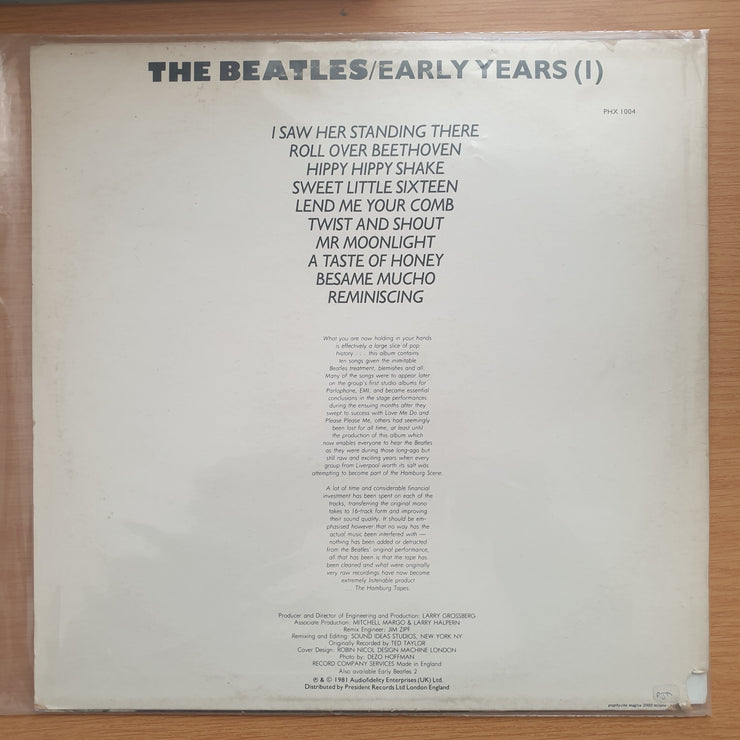 THE BEATLES/EARLY YEARS (I)
PHX 1004
I SAW HER STANDING THERE
ROLL OVER BEETHOVEN
HIPPY HIPPY SHAKE
SWEET LITTLE SIXTEEN
LEND ME YOUR COMB
TWIST AND SHOUT
MR MOONLIGHT
A TASTE OF HONEY
BESAME MUCHO
REMINISCING
What you are now holding in your hands
is effectively a large slice of pop
history . . . this album contains
ten songs given the inimitable
Beatles treatment, blemishes and all.
Many of the songs were to appear later
on the group's first studio albums for
Parlophone, EMI, and became essential
conclusions in the stage performances
during the ensuing months after they
swept to success with Love Me Do and
Please Please Me, others had seemingly
been lost for all time, at least until
the production of this album which
now enables everyone to hear the Beatles
as they were during those long-ago but
still raw and exciting years when every
group from Liverpool worth its salt was
attempting to become part of the Hamburg Scene.
A lot of time and considerable financial
investment has been spent on each of the
tracks, transferring the original mono
takes to 16-track form and improving
their sound quality. It should be em-
phasised however that no way has the
actual music been interfered with —
nothing has been added or detracted
from the Beatles' original performance,
all that has been is that the tape has
been cleaned and what were originally
very raw recordings have now become
extremely listenable product
. . . The Hamburg Tapes.
Producer and Director of Engineering and Production: LARRY GROSSBERG
Associate Production: MITCHELL MARGO & LARRY HALPERN
Remix Engineer: JIM ZIPF
Remixing and Editing: SOUND IDEAS STUDIOS, NEW YORK NY
Originally Recorded by TED TAYLOR
Cover Design: ROBIN NICOL DESIGN MACHINE LONDON
Photo by: DEZO HOFFMAN
RECORD COMPANY SERVICES Made in England
Also available Early Beatles 2
℗ & © 1981 Audiofidelity Enterprises (UK) Ltd.
Distributed by President Records Ltd London England